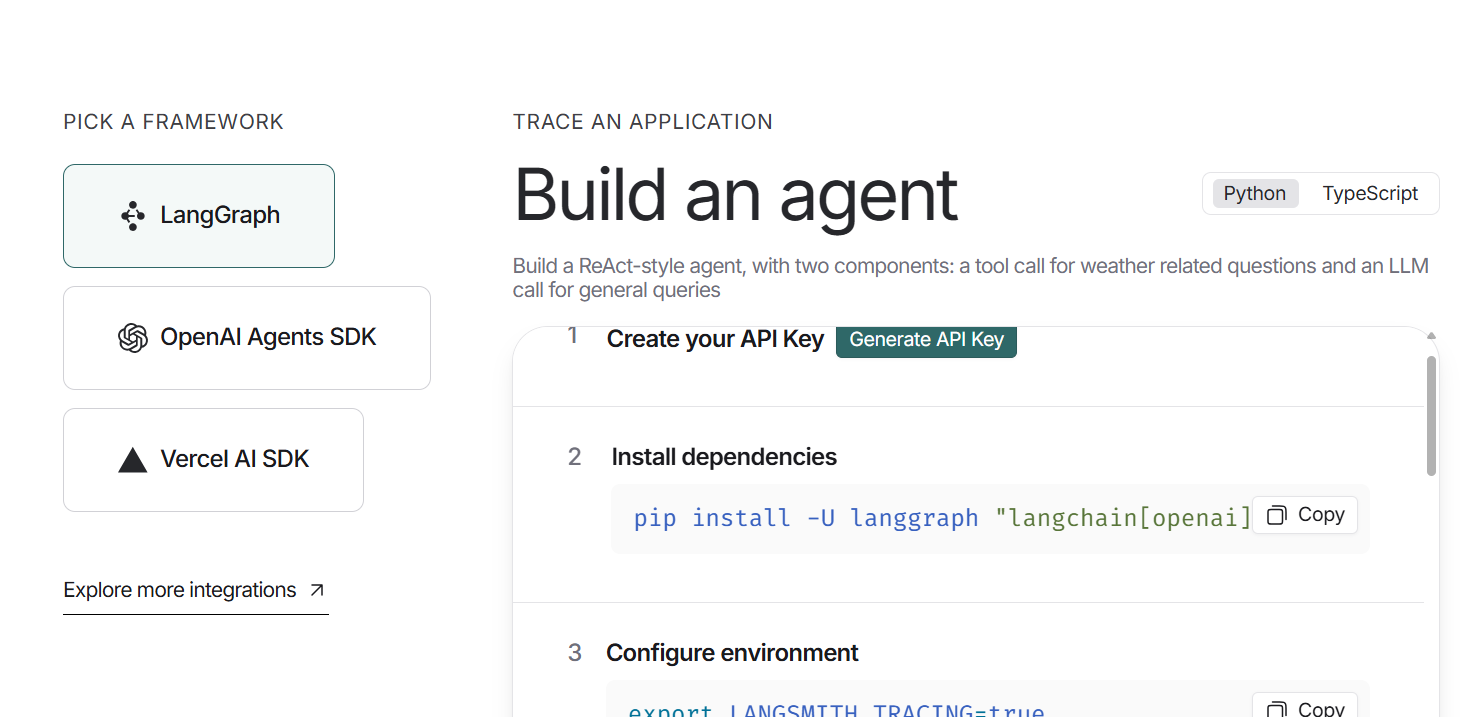 PICK A FRAMEWORK
LangGraph
OpenAI Agents SDK
Vercel AI SDK
Explore more integrations
TRACE AN APPLICATION
Build an agent
Python
TypeScript
Build a ReAct-style agent, with two components: a tool call for weather related questions and an LLM
call for general queries
1 Create your API Key Generate API Key
2 Install dependencies
pip install -U langgraph "langchain[openai] Copy
3 Configure environment
export LANGSMITH_TRACING=true Copy